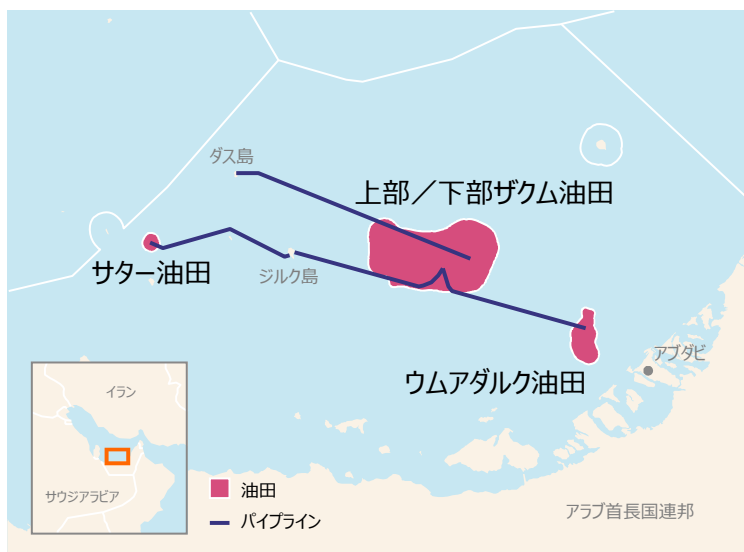 ダス島
上部／下部ザクム油田
サター油田
ジルク島
アブダビ
ウムアダルク油田
イラン
サウジアラビア
油田
パイプライン
アラブ首長国連邦